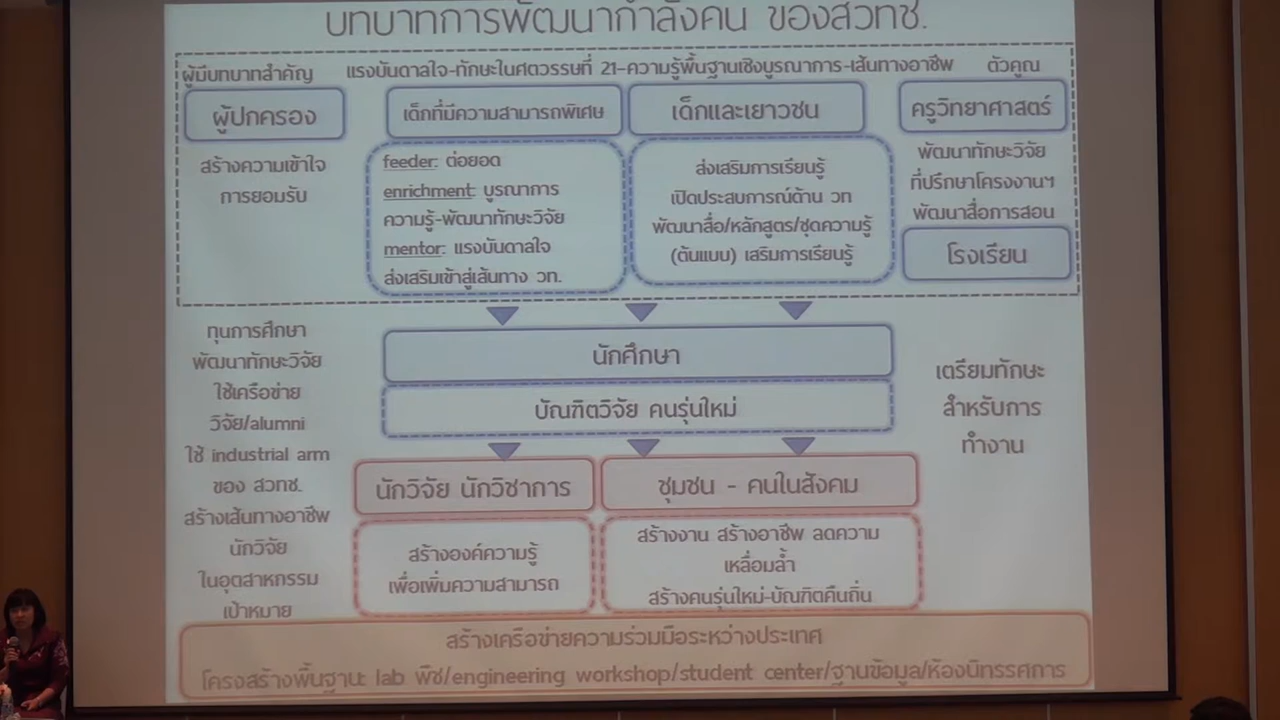 บทบาทการพัฒนากำลังคน ของสวทช.
ผู้มีบทบาทสำคัญ แรงบันดาลใจ-ทักษะในศตวรรษที่ 21-ความรู้พื้นฐานเชิงบูรณาการ-เส้นทางอาชีพ ตัวคูณ
ผู้ปกครอง
สร้างความเข้าใจ
การยอมรับ
เด็กที่มีความสามารถพิเศษ
feeder: ต่อยอด
enrichment: บูรณาการ
ความรู้-พัฒนาทักษะวิจัย
mentor: แรงบันดาลใจ
ส่งเสริมเข้าสู่เส้นทาง วท.
เด็กและเยาวชน
ส่งเสริมการเรียนรู้
เปิดประสบการณ์ด้าน วท
พัฒนาสื่อ/หลักสูตร/ชุดความรู้
(ต้นแบบ) เสริมการเรียนรู้
ครูวิทยาศาสตร์
พัฒนาทักษะวิจัย
ที่ปรึกษาโครงงานฯ
พัฒนาสื่อการสอน
โรงเรียน
ทุนการศึกษา
พัฒนาทักษะวิจัย
ใช้เครือข่าย
วิจัย/alumni
ใช้ industrial arm
ของ สวทช.
สร้างเส้นทางอาชีพ
นักวิจัย
ในอุตสาหกรรม
เป้าหมาย
นักศึกษา
บัณฑิตวิจัย คนรุ่นใหม่
เตรียมทักษะ
สำหรับการ
ทำงาน
นักวิจัย นักวิชาการ
สร้างองค์ความรู้
เพื่อเพิ่มความสามารถ
ชุมชน - คนในสังคม
สร้างงาน สร้างอาชีพ ลดความ
เหลื่อมล้ำ
สร้างคนรุ่นใหม่-บัณฑิตคืนถิ่น
สร้างเครือข่ายความร่วมมือระหว่างประเทศ
โครงสร้างพื้นฐาน: lab พืช/engineering workshop/student center/ฐานข้อมูล/ห้องนิทรรศการ